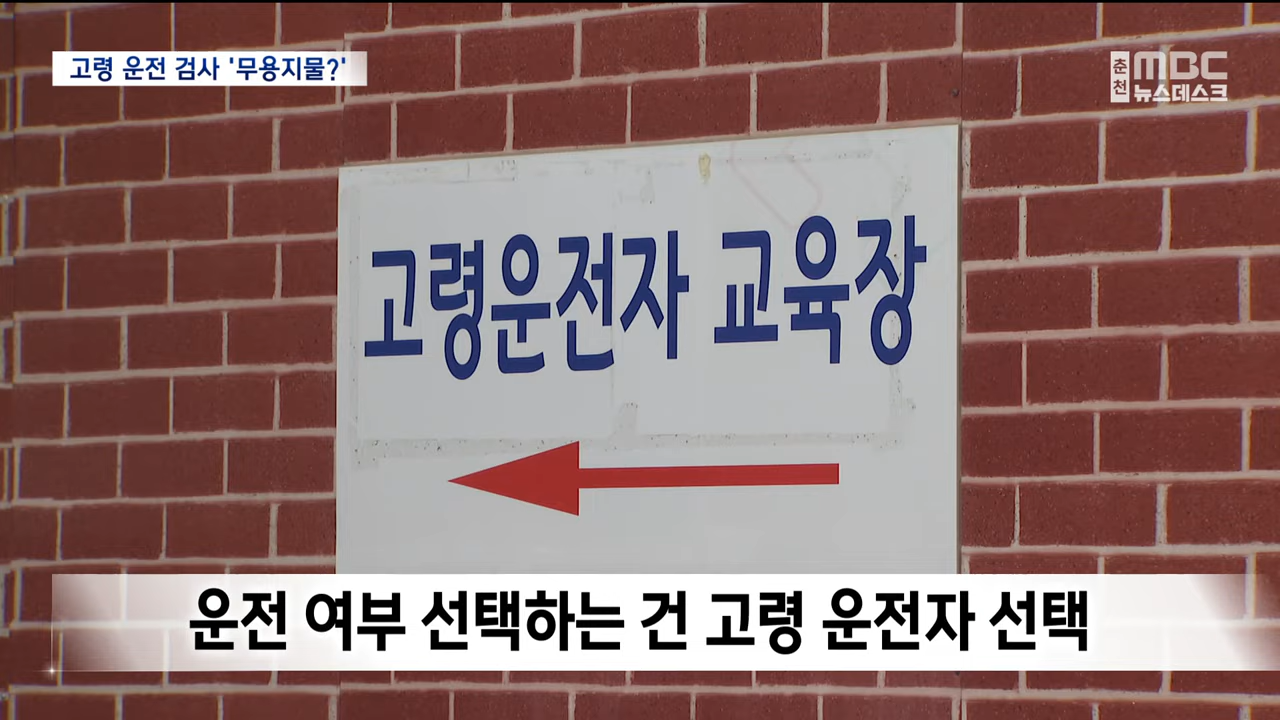 고령 운전 검사 '무용지물?'
춘천 MBC
뉴스데스크
고령운전자 교육장
운전 여부 선택하는 건 고령 운전자 선택